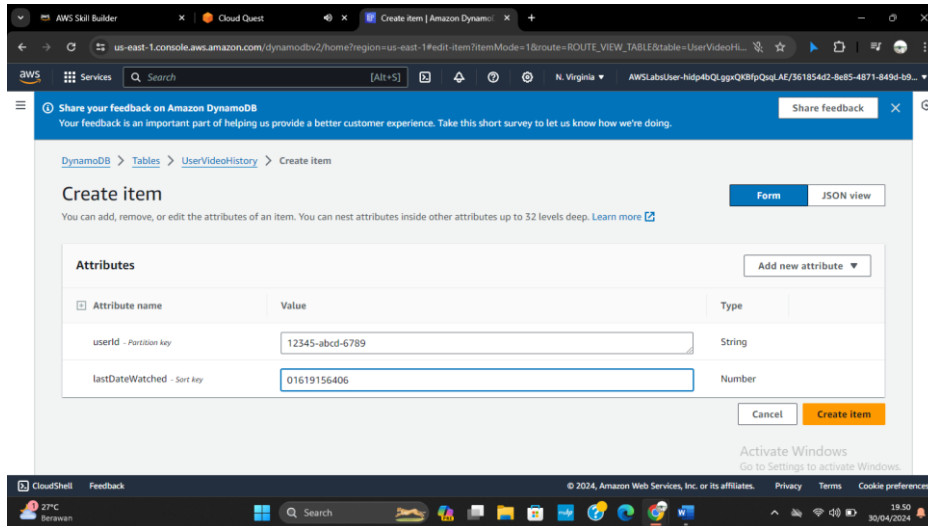 AWS Skill Builder
Cloud Quest
Create item | Amazon Dynamo
us-east-1.console.aws.amazon.com/dynamodbv2/home?region=us-east-1#edit-item?itemMode=1&route=ROUTE_VIEW_TABLE&table=UserVideoHi...
aws Services Search [Alt+S] N. Virginia ▼ AWSLabsUser-hidp4bQLggxQKBfpQsqLAE/361854d2-8e85-4871-849d-b9... ▼
Share your feedback on Amazon DynamoDB
Your feedback is an important part of helping us provide a better customer experience. Take this short survey to let us know how we're doing.
Share feedback
DynamoDB > Tables > UserVideoHistory > Create item
Create item
Form JSON view
You can add, remove, or edit the attributes of an item. You can nest attributes inside other attributes up to 32 levels deep. Learn more
Attributes
Add new attribute ▼
Attribute name Value Type
userId - Partition key 12345-abcd-6789 String
lastDateWatched - Sort key 01619156406 Number
Cancel Create item
Activate Windows
Go to Settings to activate Windows.
CloudShell Feedback © 2024, Amazon Web Services, Inc. or its affiliates. Privacy Terms Cookie preferences
1
27°C
Berawan
Search
19.50
30/04/2024